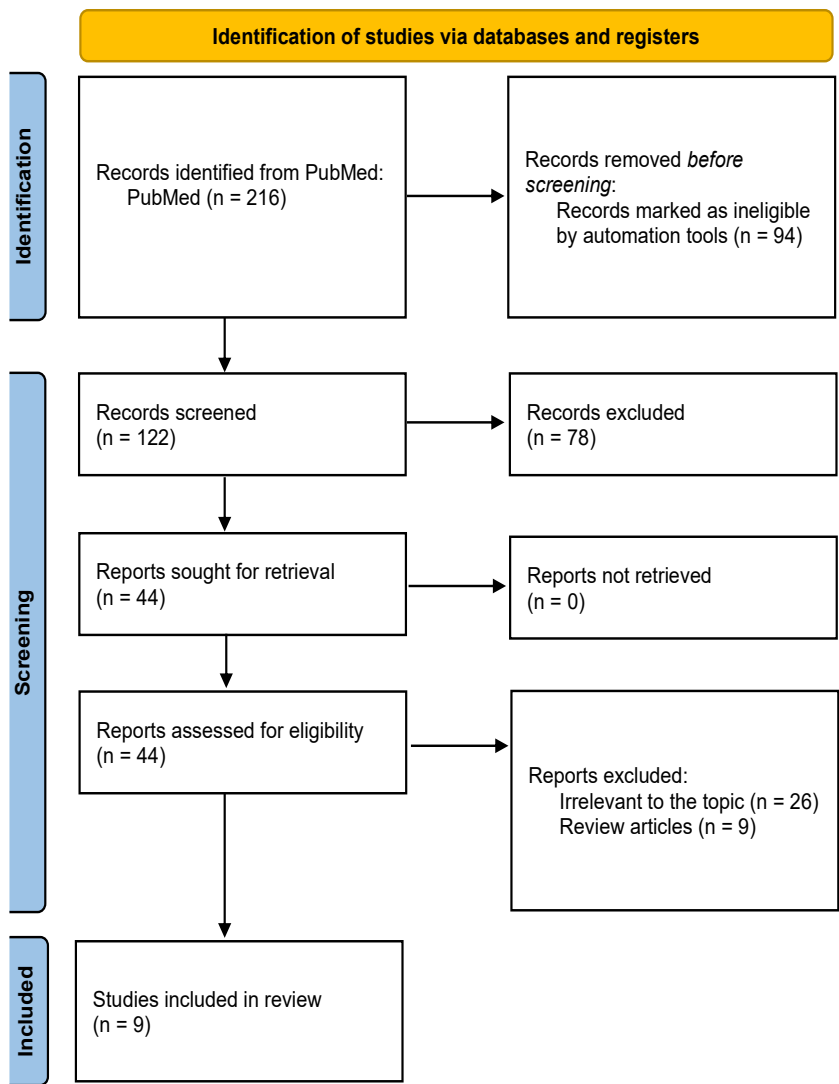 Identification of studies via databases and registers
Identification
Records identified from PubMed:
PubMed (n = 216)
Records removed before
screening:
Records marked as ineligible
by automation tools (n = 94)
Screening
Records screened
(n = 122)
Records excluded
(n = 78)
Reports sought for retrieval
(n = 44)
Reports not retrieved
(n = 0)
Reports assessed for eligibility
(n = 44)
Reports excluded:
Irrelevant to the topic (n = 26)
Review articles (n = 9)
Included
Studies included in review
(n = 9)